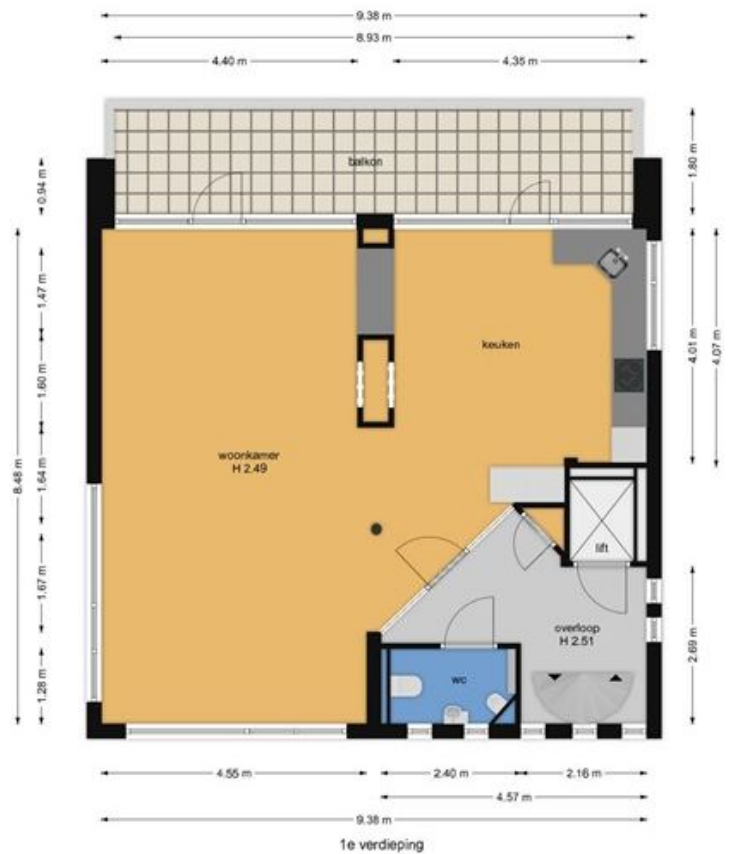 9.38 m
8.93 m
4.40 m
4.35 m
0.94 m
1.80 m
balkon
8.48 m
1.47 m
1.60 m
1.64 m
1.67 m
1.28 m
keuken
4.01 m
4.07 m
woonkamer
H 2.49
lift
overloop
H 2.51
2.69 m
wc
4.55 m
2.40 m
2.16 m
4.57 m
9.38 m
1e verdieping